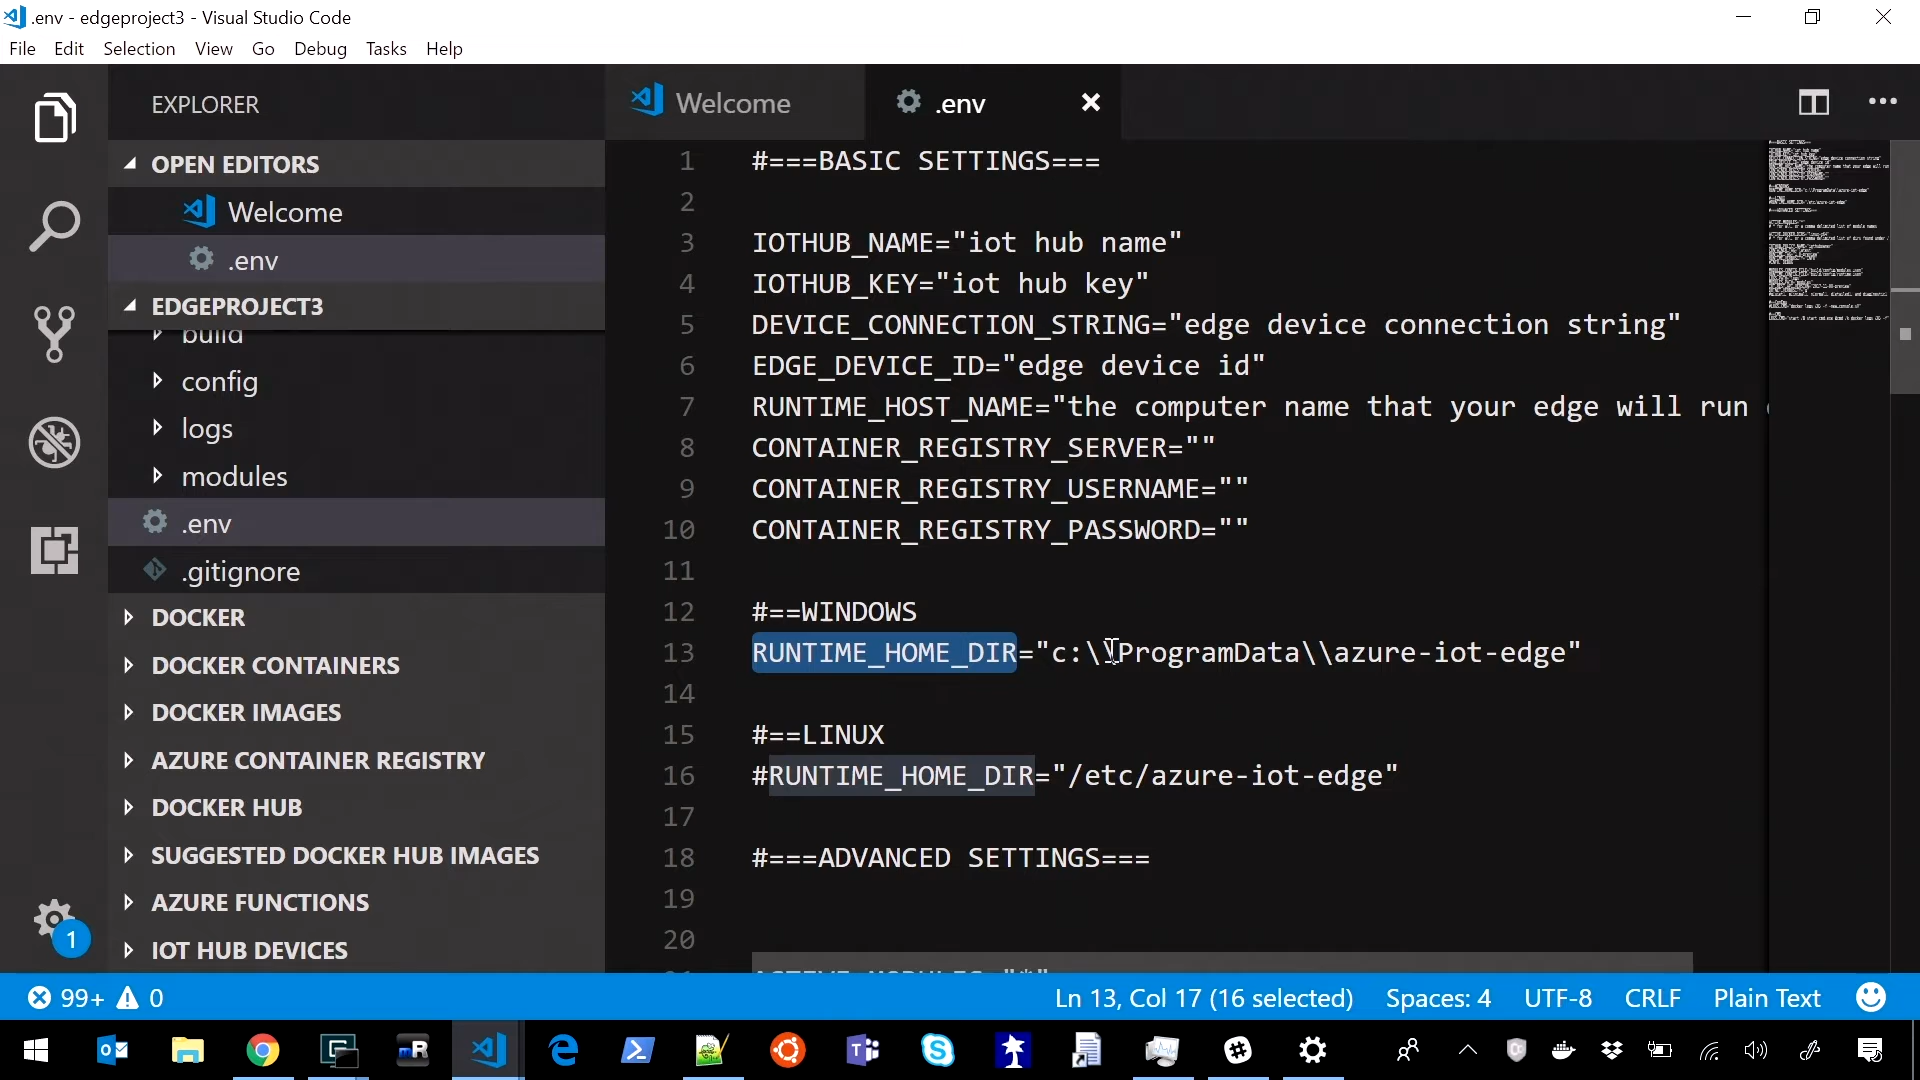 .env - edgeproject3 - Visual Studio Code
File Edit Selection View Go Debug Tasks Help
EXPLORER
OPEN EDITORS
Welcome
.env
EDGEPROJECT3
build
config
logs
modules
.env
.gitignore
DOCKER
DOCKER CONTAINERS
DOCKER IMAGES
AZURE CONTAINER REGISTRY
DOCKER HUB
SUGGESTED DOCKER HUB IMAGES
AZURE FUNCTIONS
IOT HUB DEVICES
1
Welcome
.env
1 #===BASIC SETTINGS===
2
3 IOTHUB_NAME="iot hub name"
4 IOTHUB_KEY="iot hub key"
5 DEVICE_CONNECTION_STRING="edge device connection string"
6 EDGE_DEVICE_ID="edge device id"
7 RUNTIME_HOST_NAME="the computer name that your edge will run
8 CONTAINER_REGISTRY_SERVER=""
9 CONTAINER_REGISTRY_USERNAME=""
10 CONTAINER_REGISTRY_PASSWORD=""
11
12 #==WINDOWS
13 RUNTIME_HOME_DIR="c:\\ProgramData\\azure-iot-edge"
14
15 #==LINUX
16 #RUNTIME_HOME_DIR="/etc/azure-iot-edge"
17
18 #===ADVANCED SETTINGS===
19
20
99+ 0
Ln 13, Col 17 (16 selected) Spaces: 4 UTF-8 CRLF Plain Text